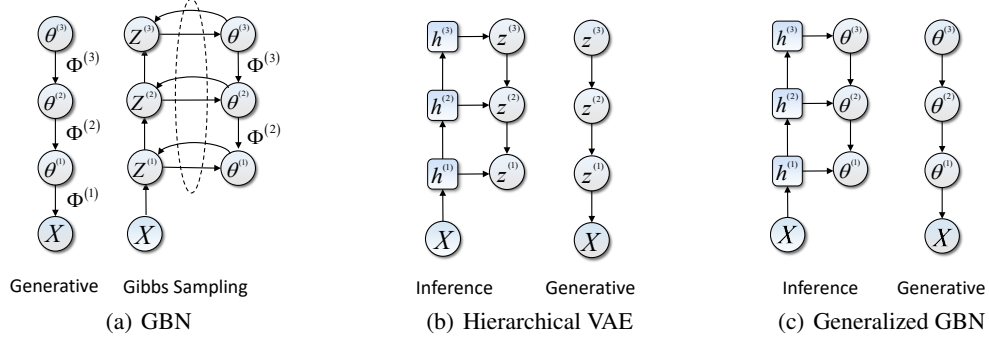 θ(3) Z(3) θ(3) h(3) z(3) z(3) h(3) θ(3) θ(3)
Φ(3) Φ(3)
θ(2) Z(2) θ(2) h(2) z(2) z(2) h(2) θ(2) θ(2)
Φ(2) Φ(2)
θ(1) Z(1) θ(1) h(1) z(1) z(1) h(1) θ(1) θ(1)
Φ(1)
X X X X X X
Generative Gibbs Sampling Inference Generative Inference Generative
(a) GBN (b) Hierarchical VAE (c) Generalized GBN